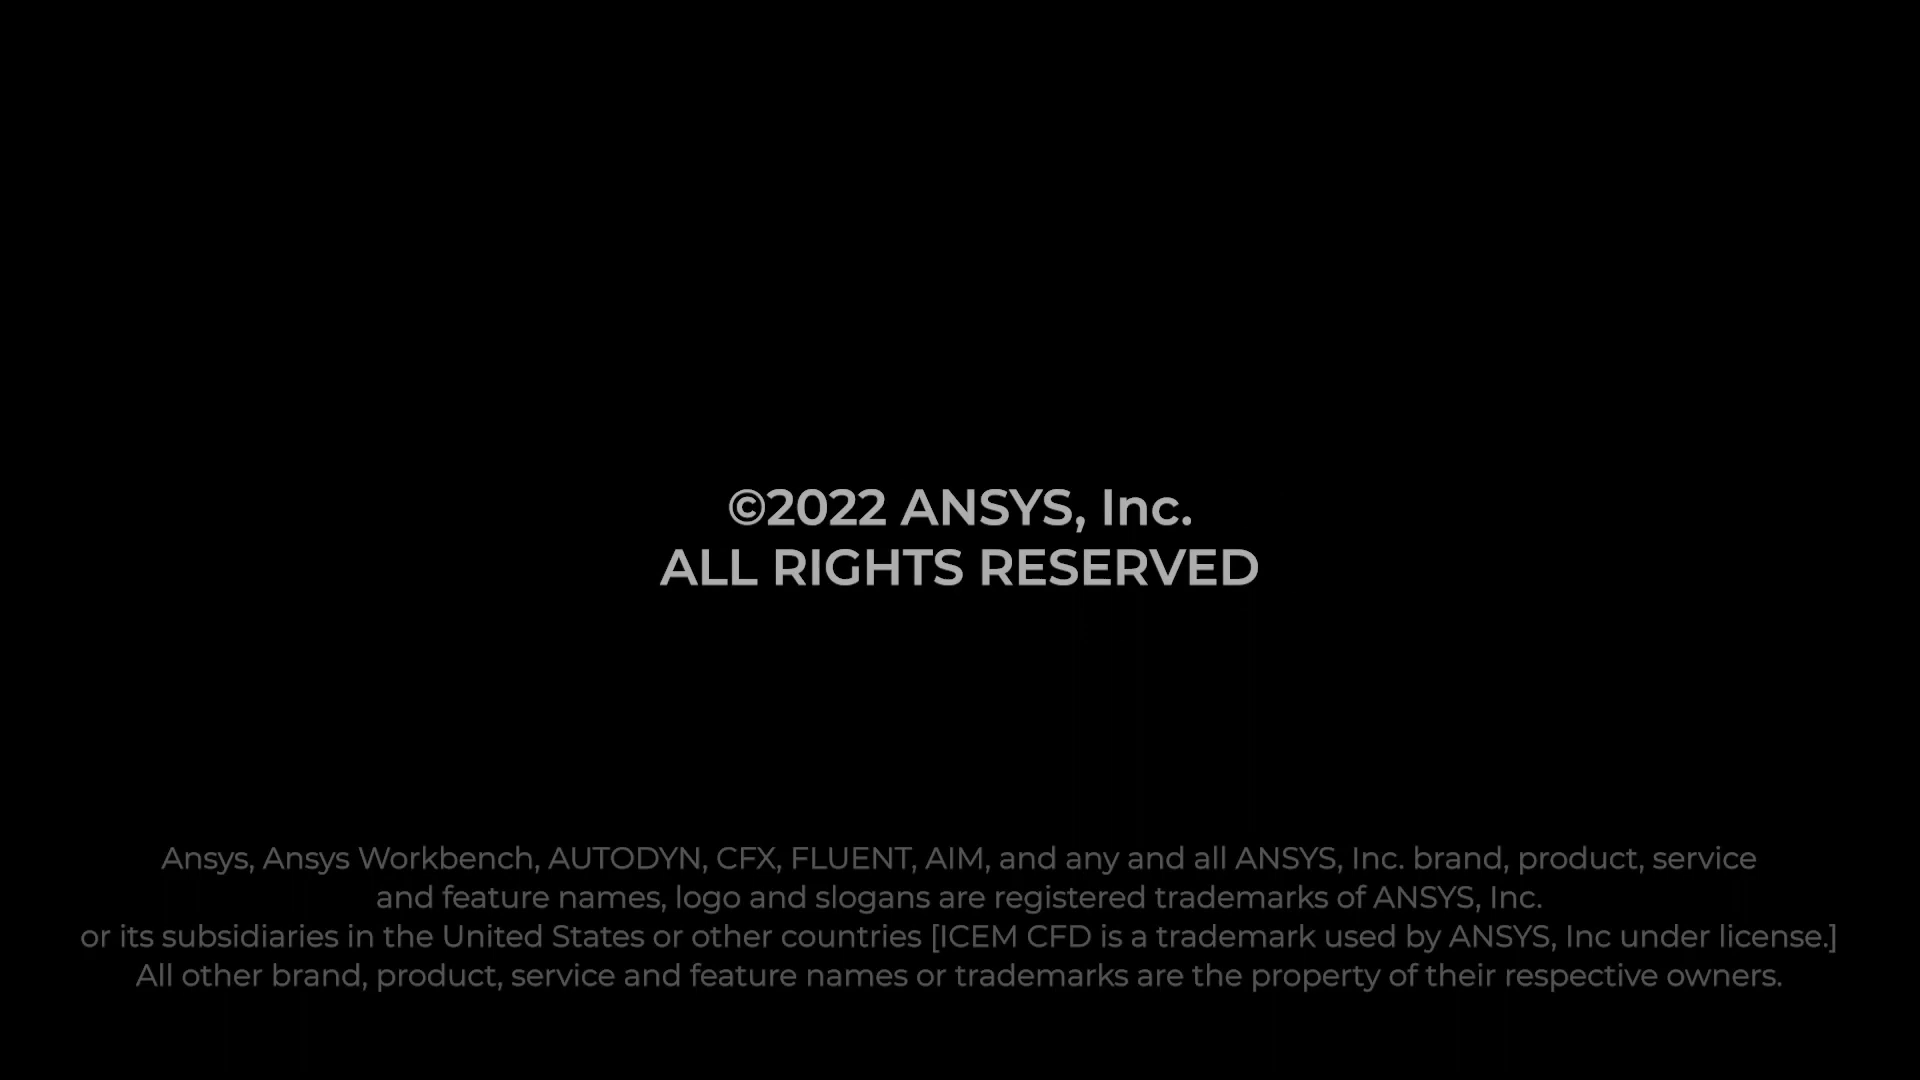 ©2022 ANSYS, Inc.
ALL RIGHTS RESERVED
Ansys, Ansys Workbench, AUTODYN, CFX, FLUENT, AIM, and any and all ANSYS, Inc. brand, product, service
and feature names, logo and slogans are registered trademarks of ANSYS, Inc.
or its subsidiaries in the United States or other countries [ICEM CFD is a trademark used by ANSYS, Inc under license.]
All other brand, product, service and feature names or trademarks are the property of their respective owners.